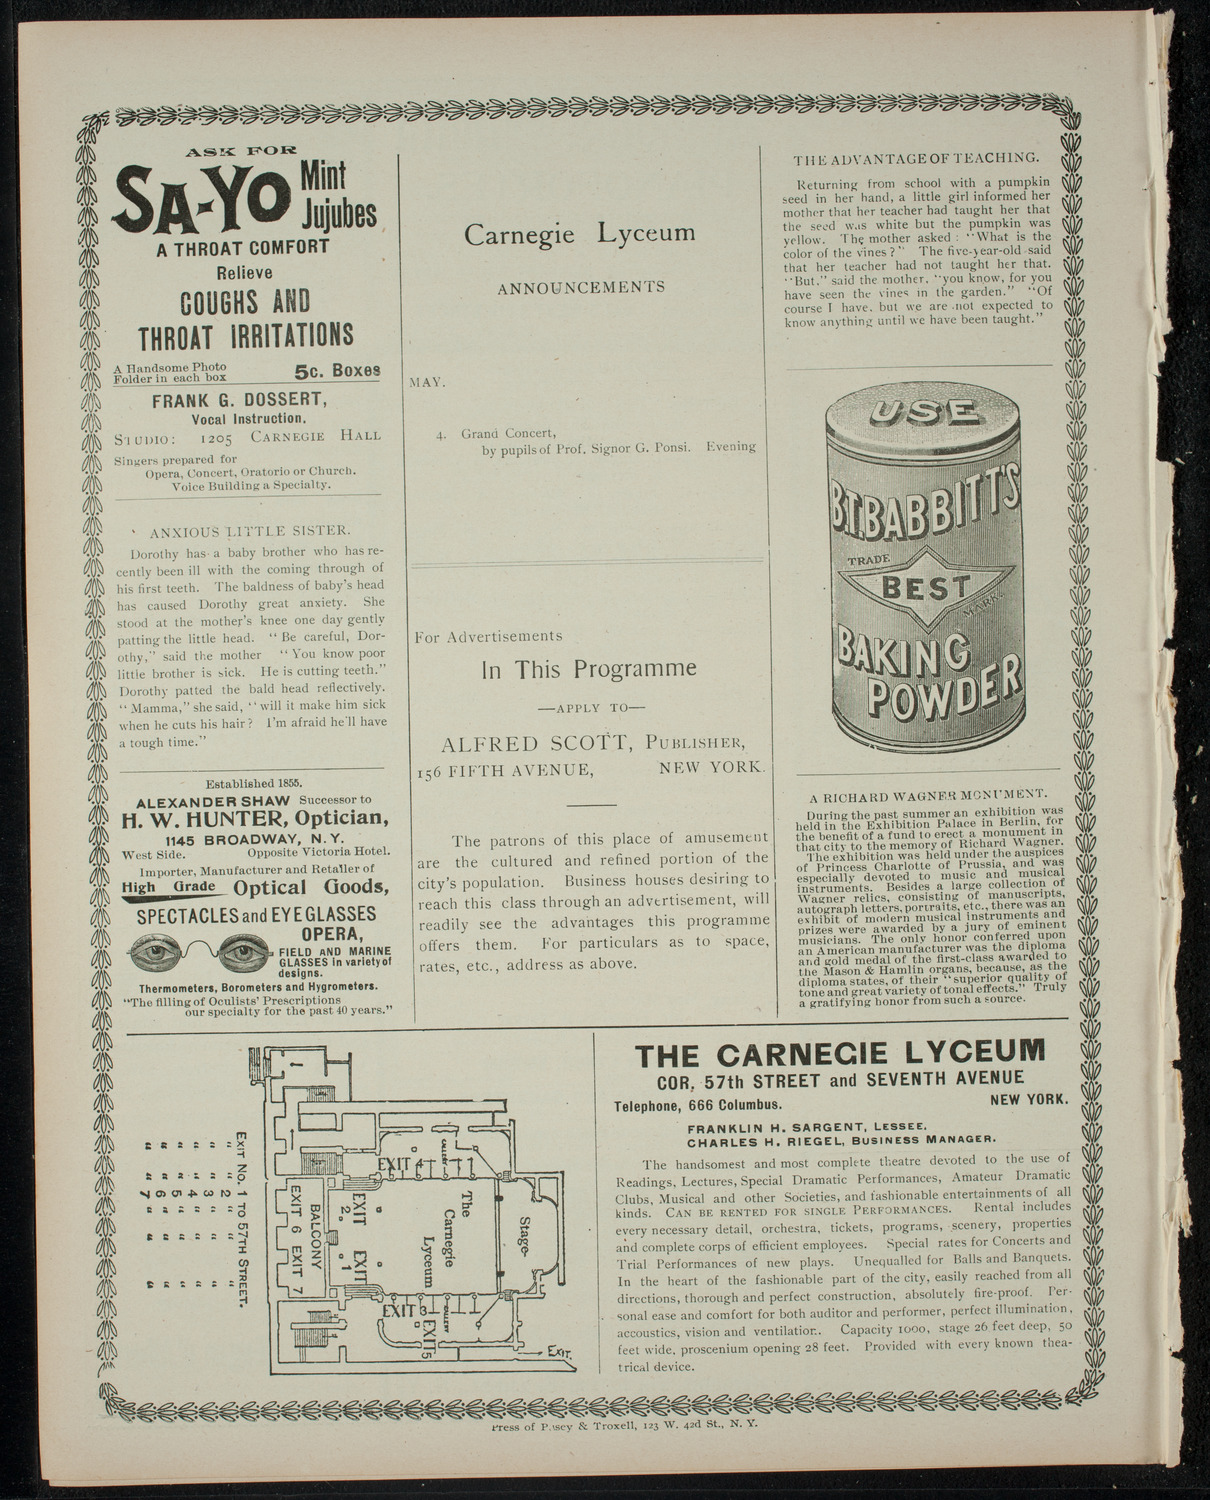 ASK FOR
SA-YO Mint
Jujubes
A THROAT COMFORT
Relieve
COUGHS AND
THROAT IRRITATIONS
A Handsome Photo
Folder in each box 5c. Boxes
FRANK G. DOSSERT,
Vocal Instruction.
STUDIO: 1205 CARNEGIE HALL
Singers prepared for
Opera, Concert, Oratorio or Church.
Voice Building a Specialty.
ANXIOUS LITTLE SISTER.
Dorothy has a baby brother who has re-
cently been ill with the coming through of
his first teeth. The baldness of baby's head
has caused Dorothy great anxiety. She
stood at the mother's knee one day gently
patting the little head. "Be careful, Dor-
othy," said the mother "You know poor
little brother is sick. He is cutting teeth."
Dorothy patted the bald head reflectively.
"Mamma," she said, "will it make him sick
when he cuts his hair? I'm afraid he'll have
a tough time."
Established 1855.
ALEXANDER SHAW Successor to
H. W. HUNTER, Optician,
1145 BROADWAY, N. Y.
West Side. Opposite Victoria Hotel.
Importer, Manufacturer and Retailer of
High Grade Optical Goods,
SPECTACLES and EYEGLASSES
OPERA,
FIELD AND MARINE
GLASSES in variety of
designs.
Thermometers, Borometers and Hygrometers.
"The filling of Oculists' Prescriptions
our specialty for the past 40 years."
Carnegie Lyceum
ANNOUNCEMENTS
MAY.
4. Grand Concert,
by pupils of Prof. Signor G. Ponsi. Evening
For Advertisements
In This Programme
—APPLY TO—
ALFRED SCOTT, PUBLISHER,
156 FIFTH AVENUE, NEW YORK.
The patrons of this place of amusement
are the cultured and refined portion of the
city's population. Business houses desiring to
reach this class through an advertisement, will
readily see the advantages this programme
offers them. For particulars as to space,
rates, etc., address as above.
THE ADVANTAGE OF TEACHING.
Returning from school with a pumpkin
seed in her hand, a little girl informed her
mother that her teacher had taught her that
the seed was white but the pumpkin was
yellow. The mother asked: "What is the
color of the vines?" The five-year-old said
that her teacher had not taught her that.
"But," said the mother, "you know, for you
have seen the vines in the garden." "Of
course I have, but we are not expected to
know anything until we have been taught."
USE
B.T. BABBITT'S
TRADE
BEST
MARK
BAKING
POWDER
A RICHARD WAGNER MONUMENT.
During the past summer an exhibition was
held in the Exhibition Palace in Berlin, for
the benefit of a fund to erect a monument in
that city to the memory of Richard Wagner.
The exhibition was held under the auspices
of Princess Charlotte of Prussia, and was
especially devoted to music and musical
instruments. Besides a large collection of
Wagner relics, consisting of manuscripts,
autograph letters, portraits, etc., there was an
exhibit of modern musical instruments and
prizes were awarded by a jury of eminent
musicians. The only honor conferred upon
an American manufacturer was the diploma
and gold medal of the first-class awarded to
the Mason & Hamlin organs, because, as the
diploma states, of their "superior quality of
tone and great variety of tonal effects." Truly
a gratifying honor from such a source.
EXIT NO. 1 TO 57TH STREET.
" " 2 " " "
" " 3 " " "
" " 4 " " "
" " 5 " " "
" " 6 " " "
" " 7 " " "
EXIT 6 EXIT 7
BALCONY
EXIT 2
EXIT 1
EXIT 4
GALLERY
The
Carnegie
Lyceum
Stage
EXIT 3
GALLERY
EXIT 5
EXIT.
THE CARNEGIE LYCEUM
COR. 57th STREET and SEVENTH AVENUE
Telephone, 666 Columbus. NEW YORK.
FRANKLIN H. SARGENT, LESSEE.
CHARLES H. RIEGEL, BUSINESS MANAGER.
The handsomest and most complete theatre devoted to the use of
Readings, Lectures, Special Dramatic Performances, Amateur Dramatic
Clubs, Musical and other Societies, and fashionable entertainments of all
kinds. CAN BE RENTED FOR SINGLE PERFORMANCES. Rental includes
every necessary detail, orchestra, tickets, programs, scenery, properties
and complete corps of efficient employees. Special rates for Concerts and
Trial Performances of new plays. Unequalled for Balls and Banquets.
In the heart of the fashionable part of the city, easily reached from all
directions, thorough and perfect construction, absolutely fire-proof. Per-
sonal ease and comfort for both auditor and performer, perfect illumination,
accoustics, vision and ventilation. Capacity 1000, stage 26 feet deep, 50
feet wide, proscenium opening 28 feet. Provided with every known thea-
trical device.
Press of Pusey & Troxell, 123 W. 42d St., N. Y.